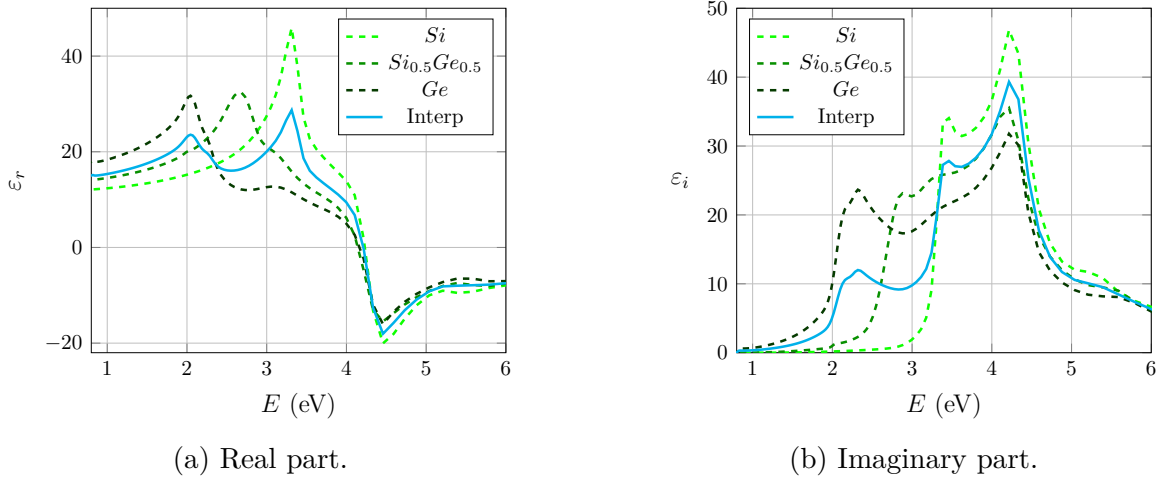 40
20
0
−20
1 2 3 4 5 6
ε_r
E (eV)
Si
Si₀.₅Ge₀.₅
Ge
Interp
(a) Real part.
50
40
30
20
10
0
1 2 3 4 5 6
ε_i
E (eV)
Si
Si₀.₅Ge₀.₅
Ge
Interp
(b) Imaginary part.